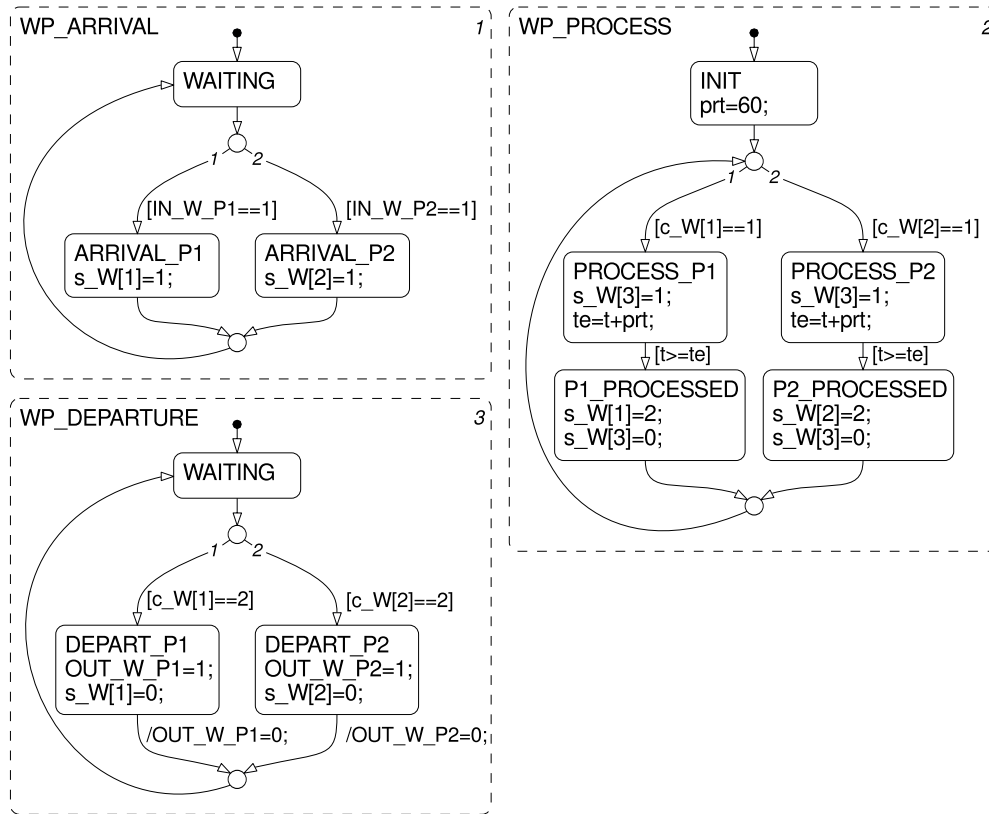 WP_ARRIVAL
1
WAITING
1
2
[IN_W_P1==1]
[IN_W_P2==1]
ARRIVAL_P1
s_W[1]=1;
ARRIVAL_P2
s_W[2]=1;
WP_PROCESS
2
INIT
prt=60;
1
2
[c_W[1]==1]
[c_W[2]==1]
PROCESS_P1
s_W[3]=1;
te=t+prt;
PROCESS_P2
s_W[3]=1;
te=t+prt;
[t>=te]
[t>=te]
P1_PROCESSED
s_W[1]=2;
s_W[3]=0;
P2_PROCESSED
s_W[2]=2;
s_W[3]=0;
WP_DEPARTURE
3
WAITING
1
2
[c_W[1]==2]
[c_W[2]==2]
DEPART_P1
OUT_W_P1=1;
s_W[1]=0;
DEPART_P2
OUT_W_P2=1;
s_W[2]=0;
/OUT_W_P1=0;
/OUT_W_P2=0;